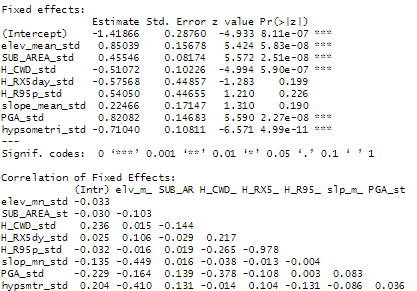 Fixed effects:
Estimate Std. Error z value Pr(>|z|)
(Intercept) -1.41866 0.28760 -4.933 8.11e-07 ***
elev_mean_std 0.85039 0.15678 5.424 5.83e-08 ***
SUB_AREA_std 0.45546 0.08174 5.572 2.51e-08 ***
H_CWD_std -0.51072 0.10226 -4.994 5.90e-07 ***
H_RX5day_std -0.57568 0.44857 -1.283 0.199
H_R95p_std 0.54050 0.44655 1.210 0.226
slope_mean_std 0.22466 0.17147 1.310 0.190
PGA_std 0.82082 0.14683 5.590 2.27e-08 ***
hypsometri_std -0.71040 0.10811 -6.571 4.99e-11 ***
---
Signif. codes: 0 ‘***’ 0.001 ‘**’ 0.01 ‘*’ 0.05 ‘.’ 0.1 ‘ ’ 1
Correlation of Fixed Effects:
(Intr) elv_m_ SUB_AR H_CWD_ H_RX5_ H_R95_ slp_m_ PGA_st
elev_mn_std -0.033
SUB_AREA_st -0.030 -0.103
H_CWD_std -0.236 0.015 -0.144
H_RX5dy_std -0.025 0.106 -0.029 0.217
H_R95p_std -0.032 -0.016 0.019 -0.265 -0.978
slop_mn_std -0.135 -0.449 0.016 -0.038 -0.013 -0.004
PGA_std -0.229 -0.164 0.139 -0.378 -0.108 0.003 0.083
hypsmtr_std 0.204 -0.410 0.131 -0.014 0.104 -0.131 -0.086 0.036